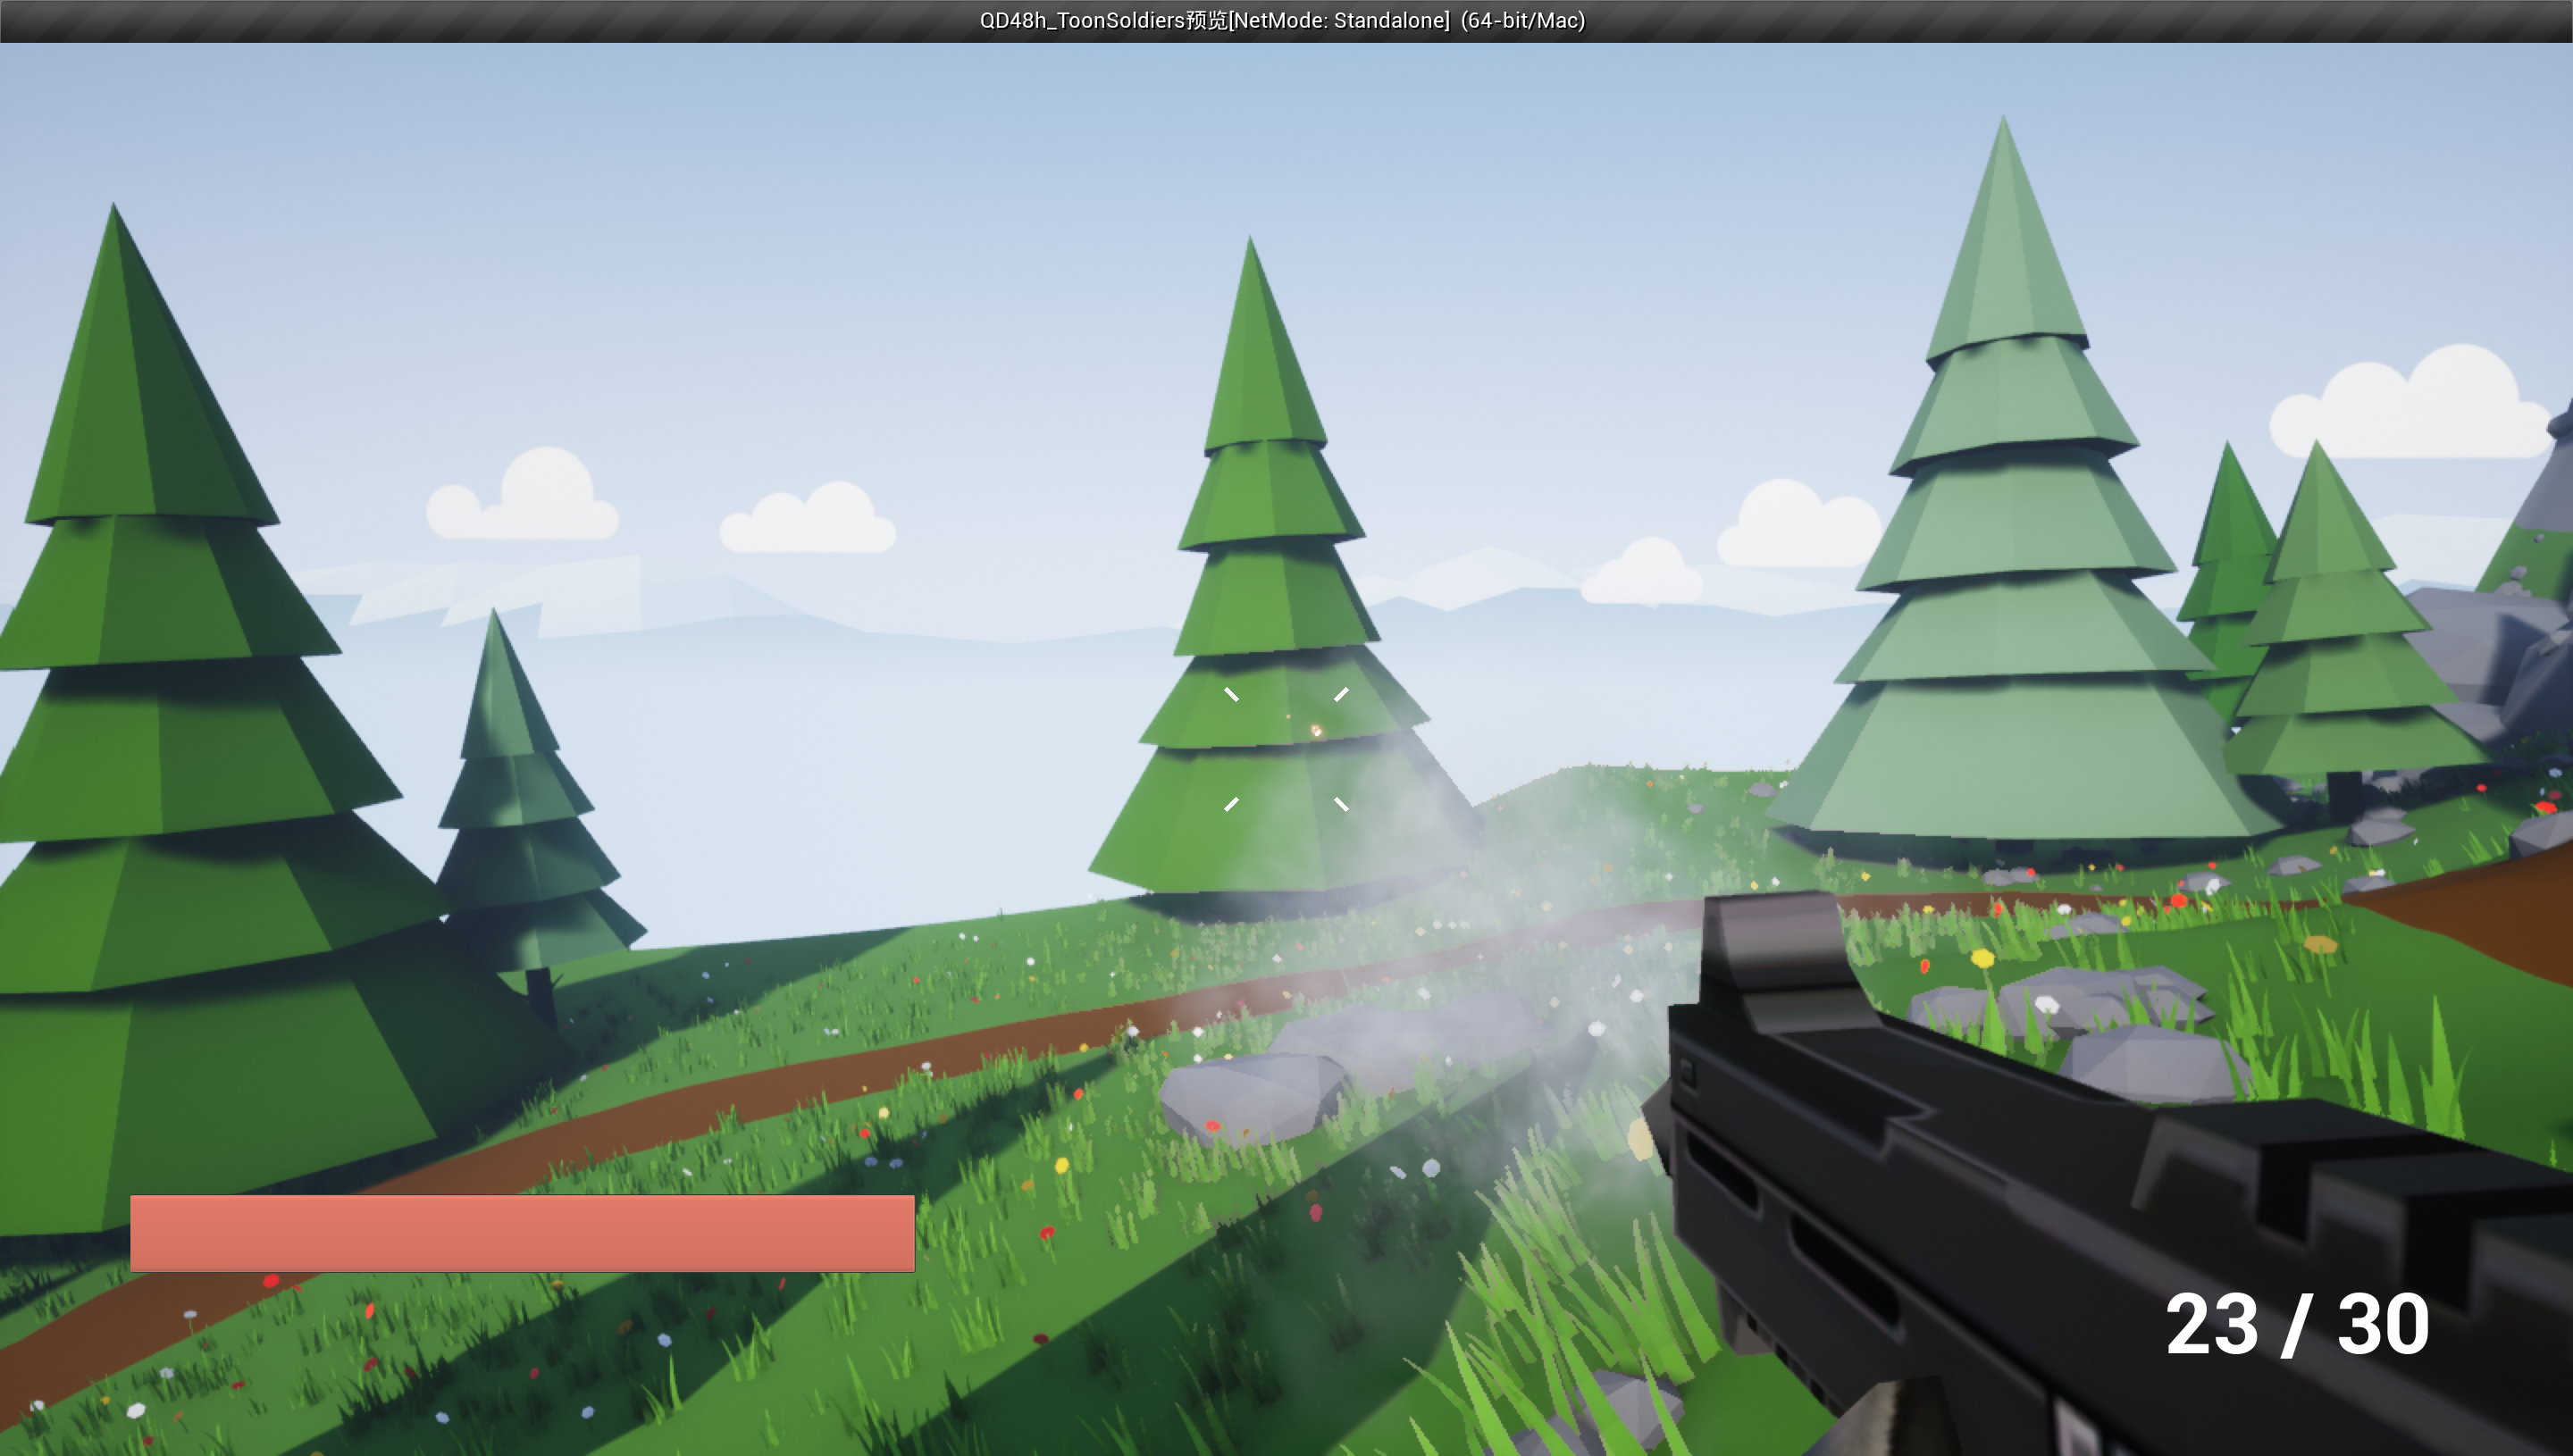 QD48h_ToonSoldiers预览[NetMode: Standalone]  (64-bit/Mac)
23 / 30